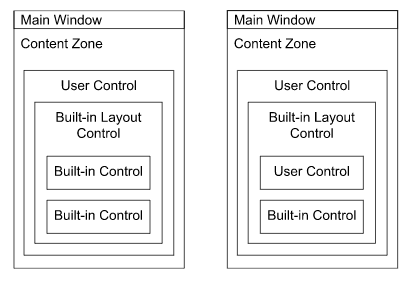 Main Window
Content Zone
User Control
Built-in Layout
Control
Built-in Control
Built-in Control
Main Window
Content Zone
User Control
Built-in Layout
Control
User Control
Built-in Control